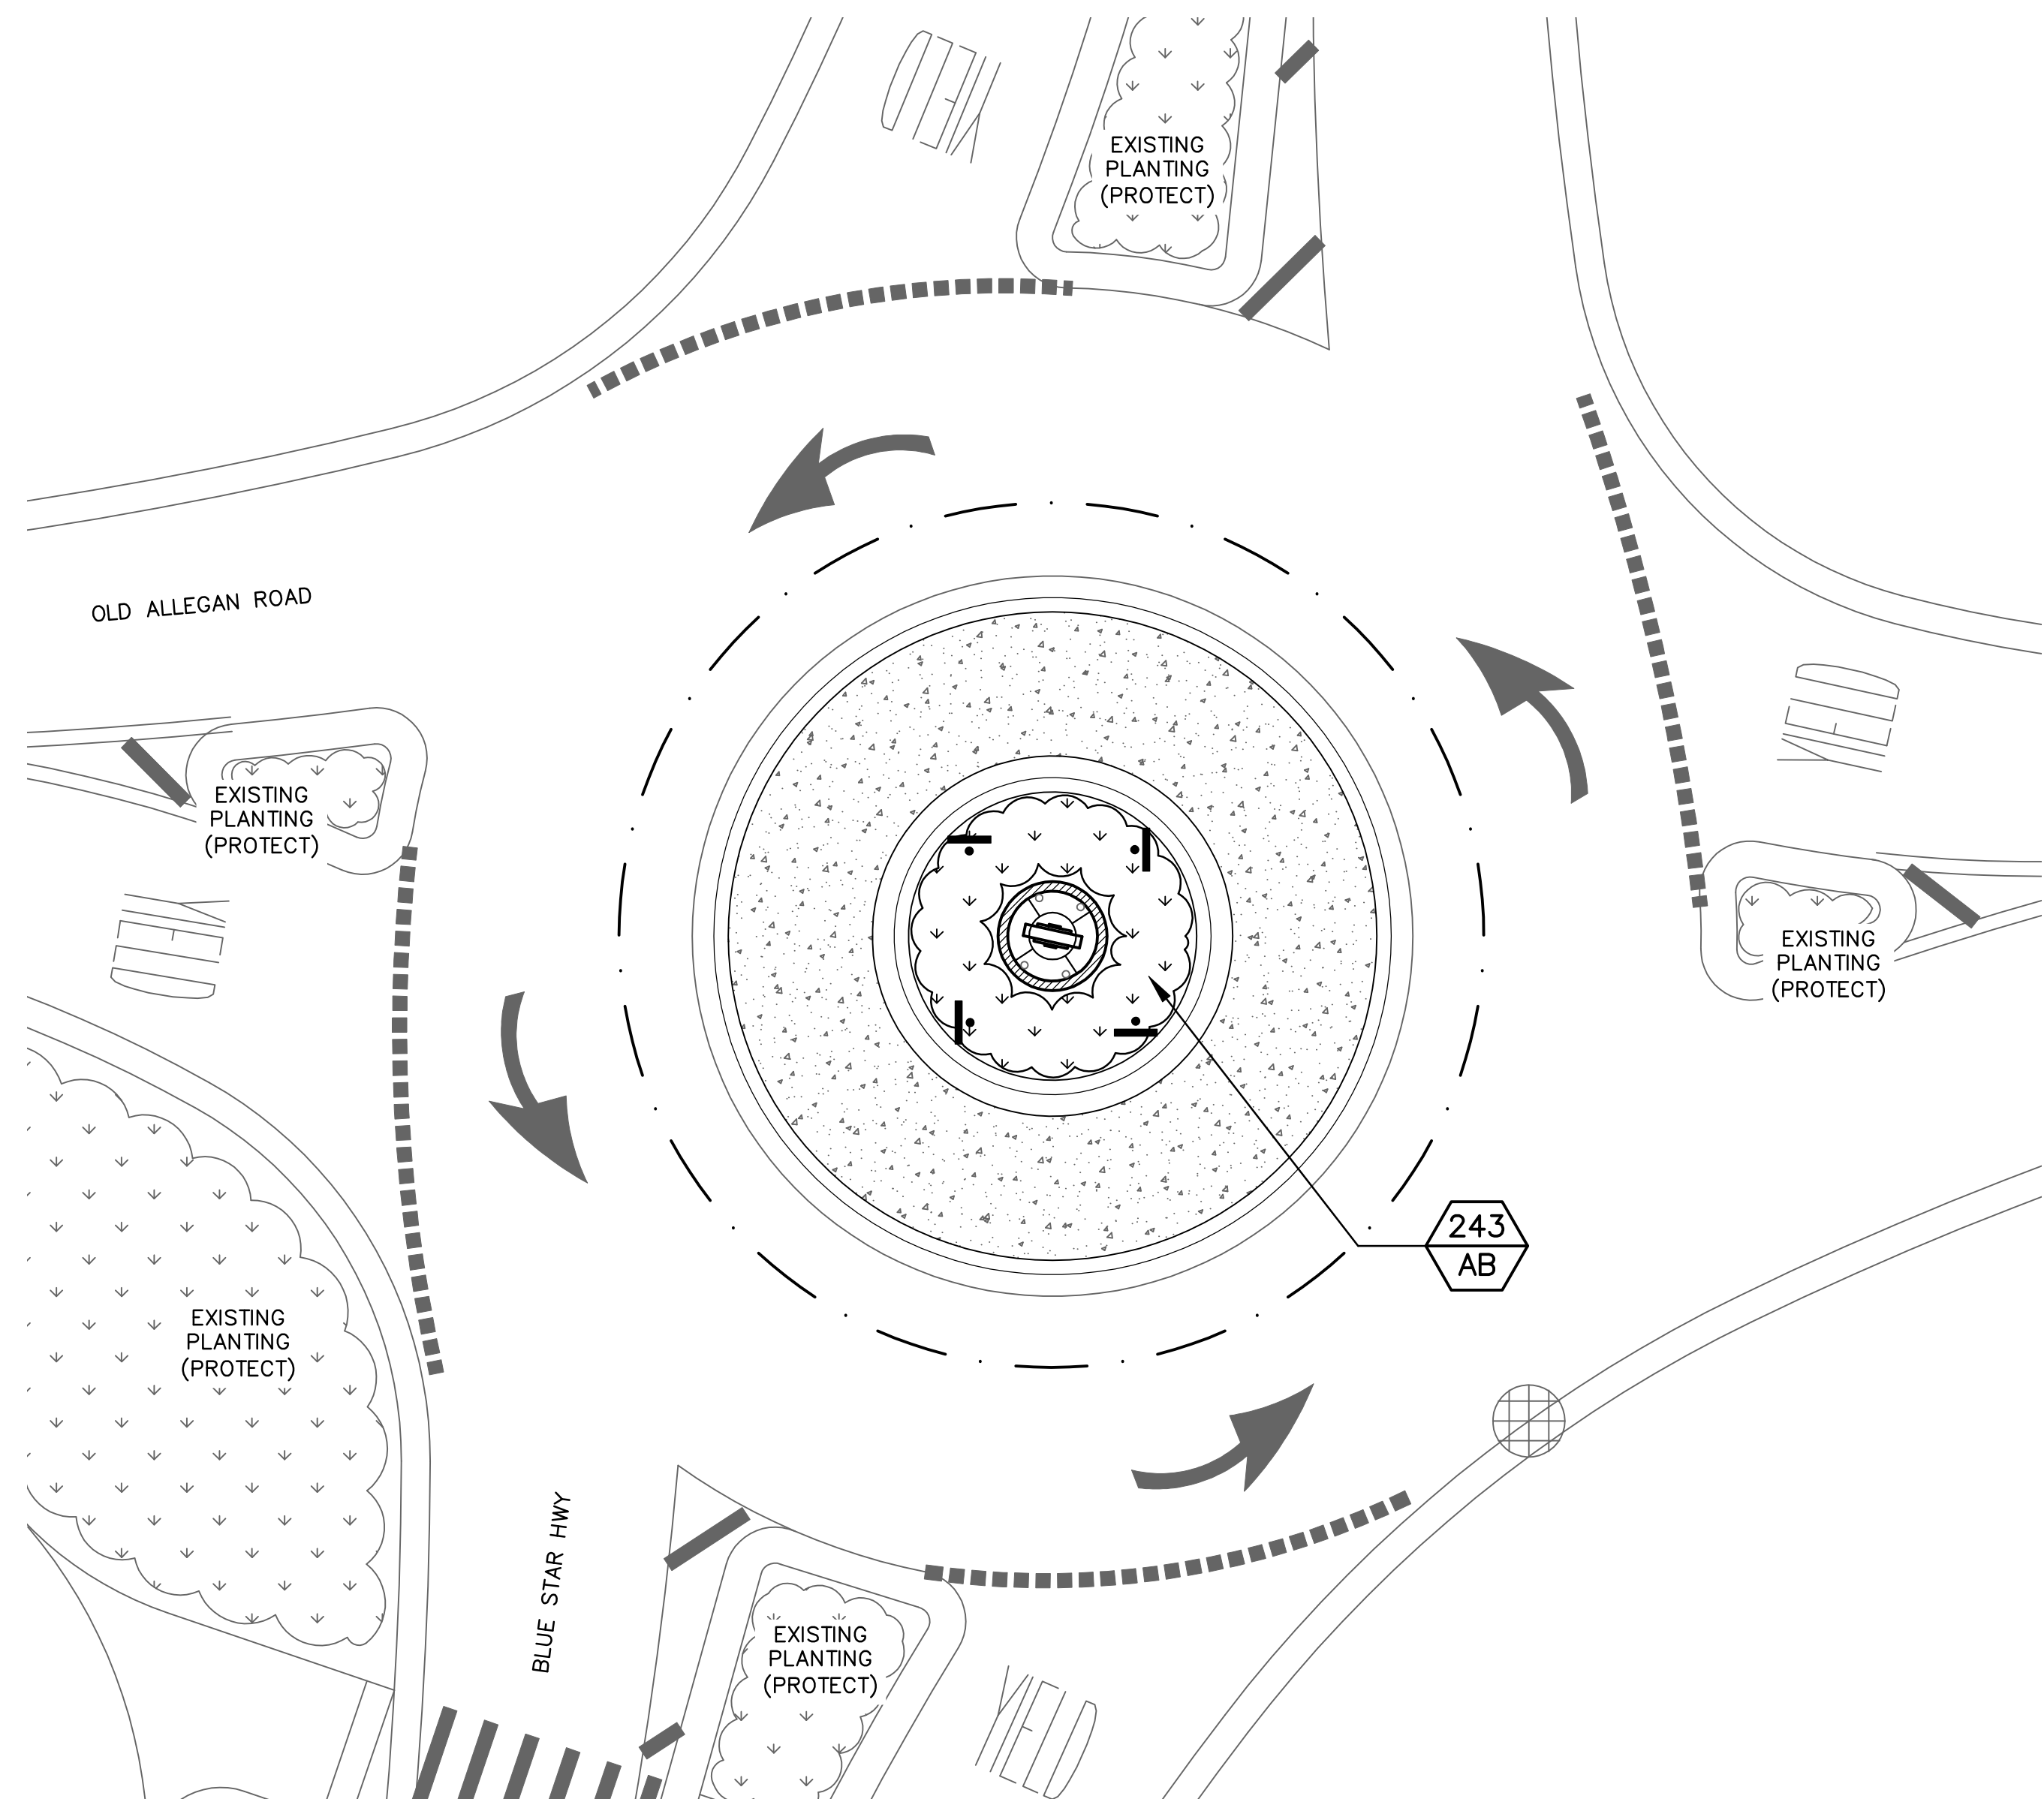 YIELD
EXISTING
PLANTING
(PROTECT)
OLD ALLEGAN ROAD
YIELD
EXISTING
PLANTING
(PROTECT)
YIELD
EXISTING
PLANTING
(PROTECT)
243
AB
EXISTING
PLANTING
(PROTECT)
BLUE STAR HWY
EXISTING
PLANTING
(PROTECT)
YIELD